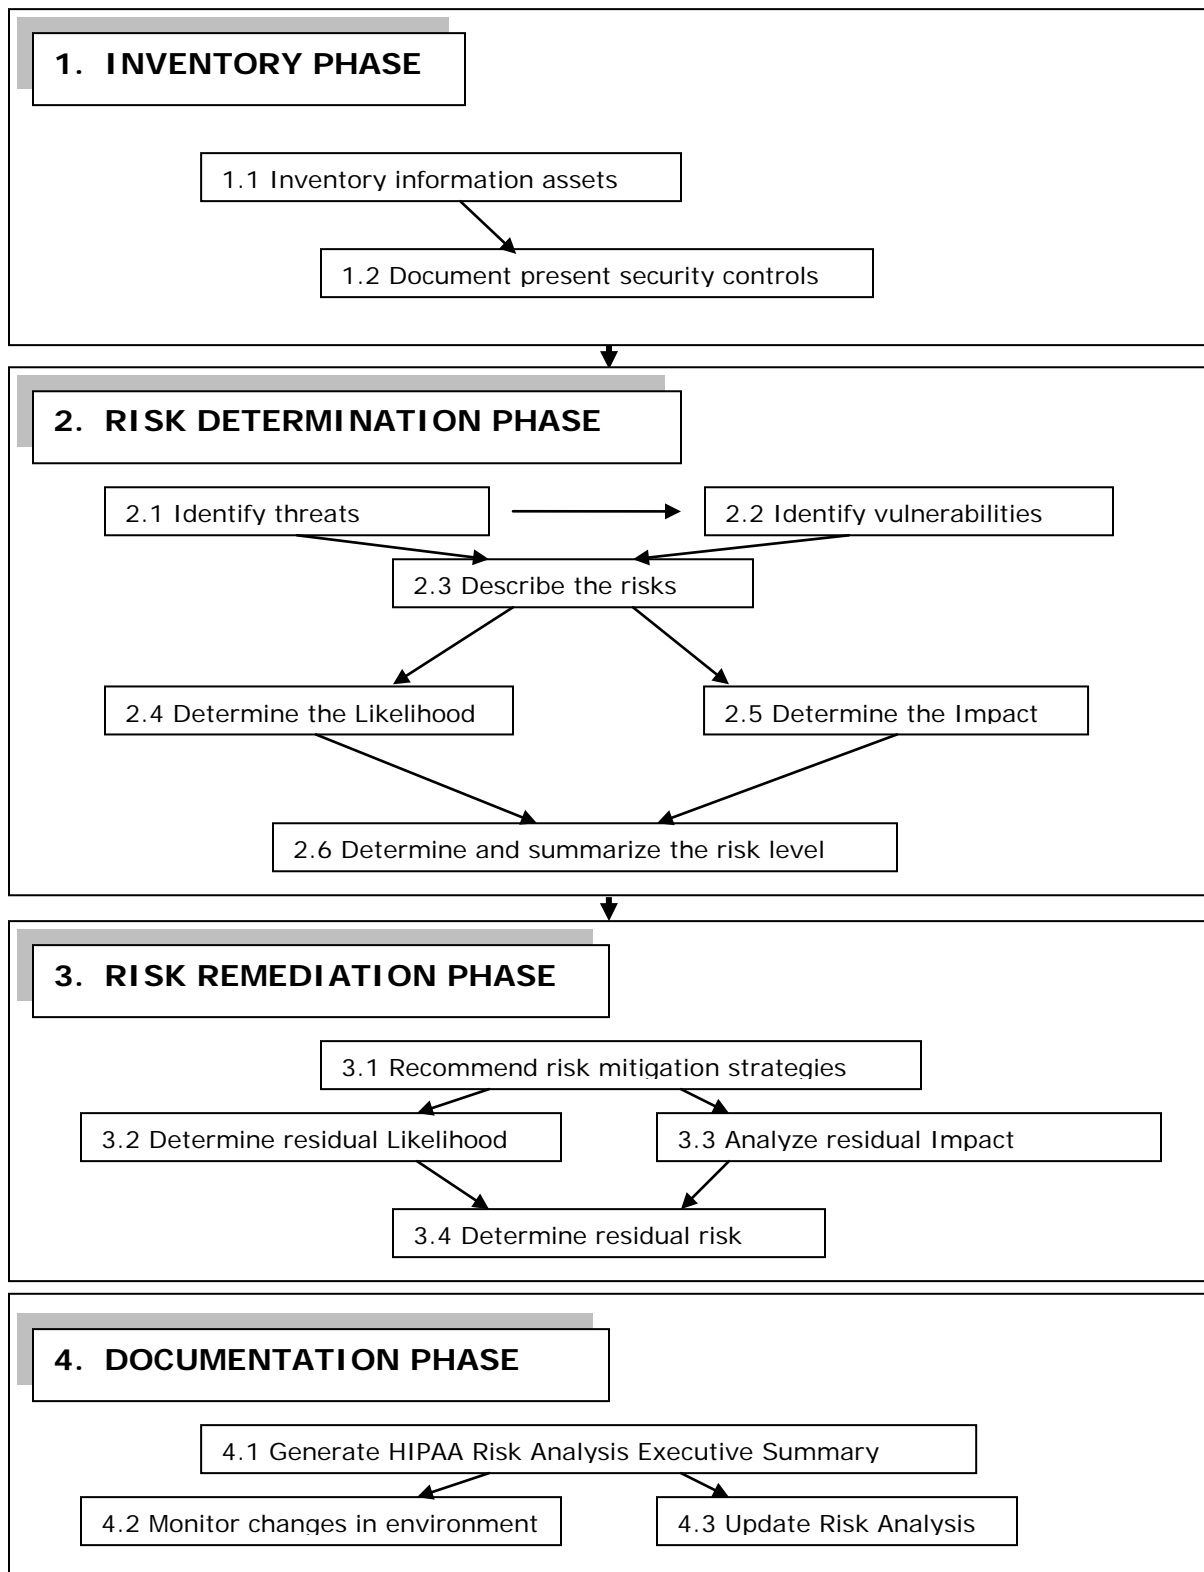 1. INVENTORY PHASE
1.1 Inventory information assets
1.2 Document present security controls
2. RISK DETERMINATION PHASE
2.1 Identify threats
2.2 Identify vulnerabilities
2.3 Describe the risks
2.4 Determine the Likelihood
2.5 Determine the Impact
2.6 Determine and summarize the risk level
3. RISK REMEDIATION PHASE
3.1 Recommend risk mitigation strategies
3.2 Determine residual Likelihood
3.3 Analyze residual Impact
3.4 Determine residual risk
4. DOCUMENTATION PHASE
4.1 Generate HIPAA Risk Analysis Executive Summary
4.2 Monitor changes in environment
4.3 Update Risk Analysis